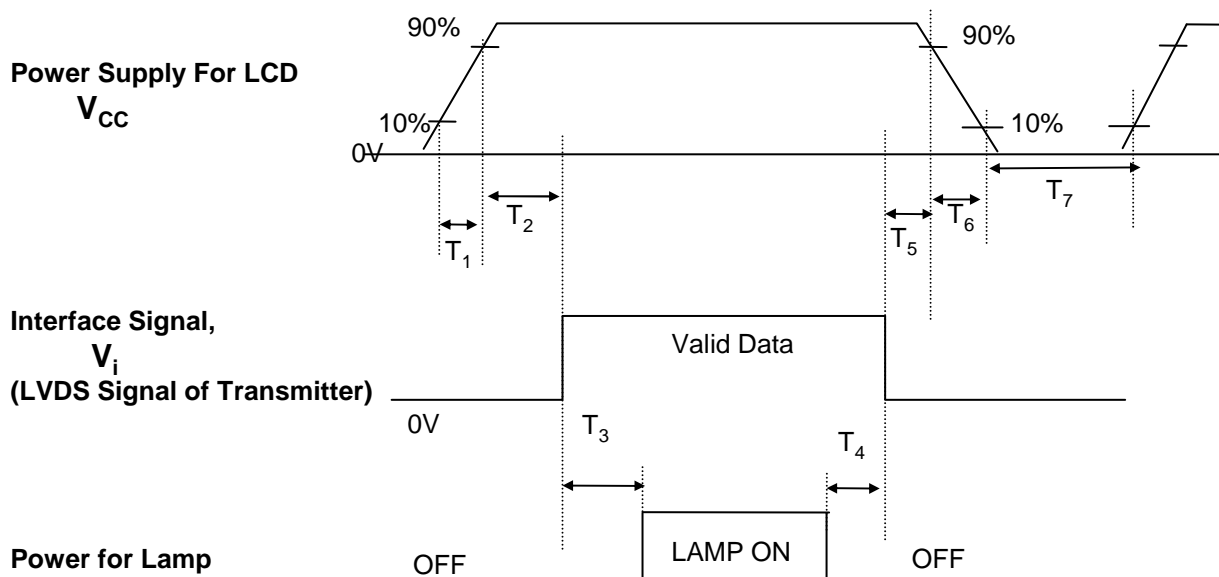 90%
90%
Power Supply For LCD
VCC
10%
10%
0V
T7
T2
T6
T1
T5
Interface Signal,
Valid Data
Vi
(LVDS Signal of Transmitter)
0V
T3
T4
Power for Lamp
OFF
LAMP ON
OFF